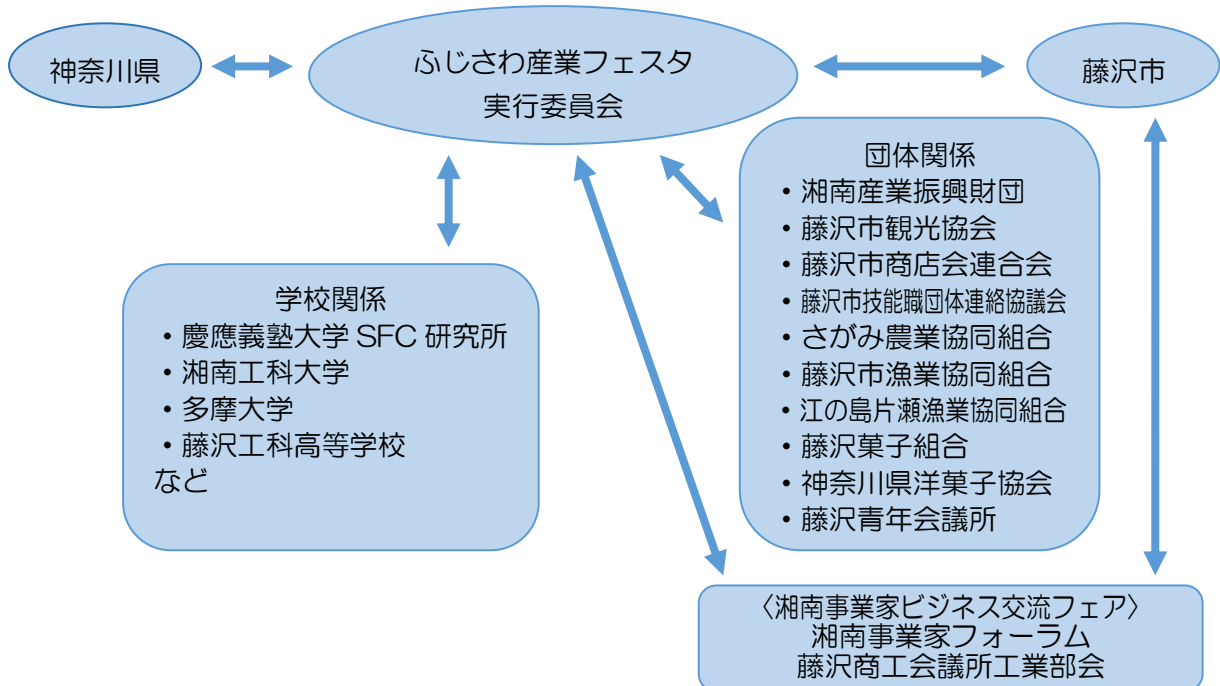 神奈川県
ふじさわ産業フェスタ
実行委員会
藤沢市
団体関係
・湘南産業振興財団
・藤沢市観光協会
・藤沢市商店会連合会
・藤沢市技能職団体連絡協議会
・さがみ農業協同組合
・藤沢市漁業協同組合
・江の島片瀬漁業協同組合
・藤沢菓子組合
・神奈川県洋菓子協会
・藤沢青年会議所
学校関係
・慶應義塾大学 SFC 研究所
・湘南工科大学
・多摩大学
・藤沢工科高等学校
など
〈湘南事業家ビジネス交流フェア〉
湘南事業家フォーラム
藤沢商工会議所工業部会